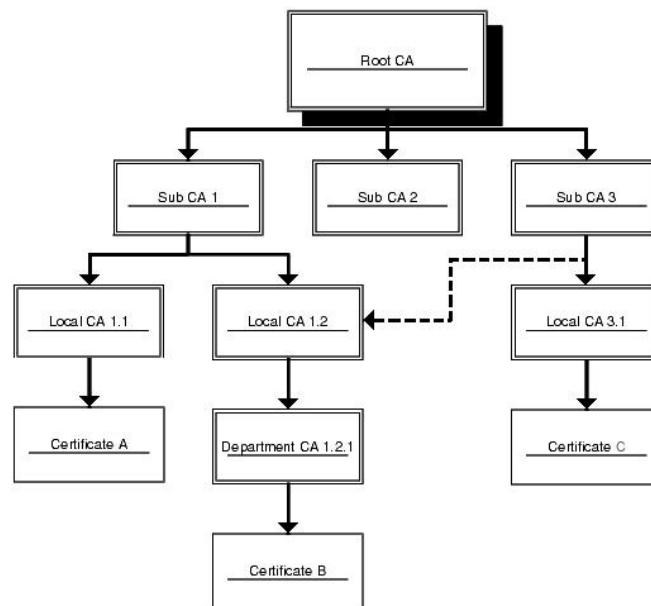 Root CA
Sub CA 1
Sub CA 2
Sub CA 3
Local CA 1.1
Local CA 1.2
Local CA 3.1
Certificate A
Department CA 1.2.1
Certificate C
Certificate B